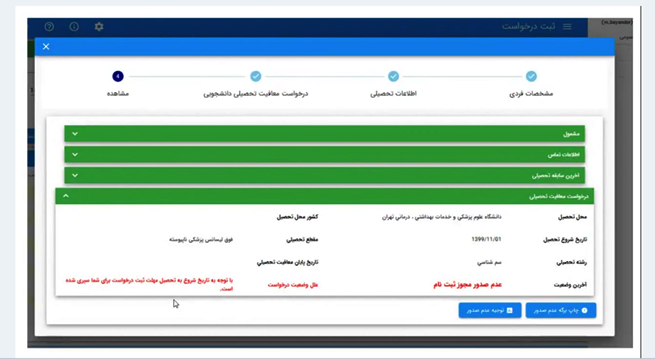 ثبت درخواست
مشخصات فردی
اطلاعات تحصیلی
درخواست معافیت تحصیلی دانشجویی
4
مشاهده
مشمول
اطلاعات تماس
آخرین سابقه تحصیلی
درخواست معافیت تحصیلی
محل تحصیل دانشگاه علوم پزشکی و خدمات بهداشتی ، درمانی تهران کشور محل تحصیل
تاریخ شروع تحصیل 1399/11/01 مقطع تحصیلی فوق لیسانس پزشکی ناپیوسته
رشته تحصیلی سم شناسي تاریخ پایان معافیت تحصیلی
آخرین وضعیت عدم صدور مجوز ثبت نام علل وضعیت درخواست با توجه به تاریخ شروع به تحصیل مهلت ثبت درخواست برای شما سپری شده
است.
چاپ برگه عدم صدور
توجیه عدم صدور